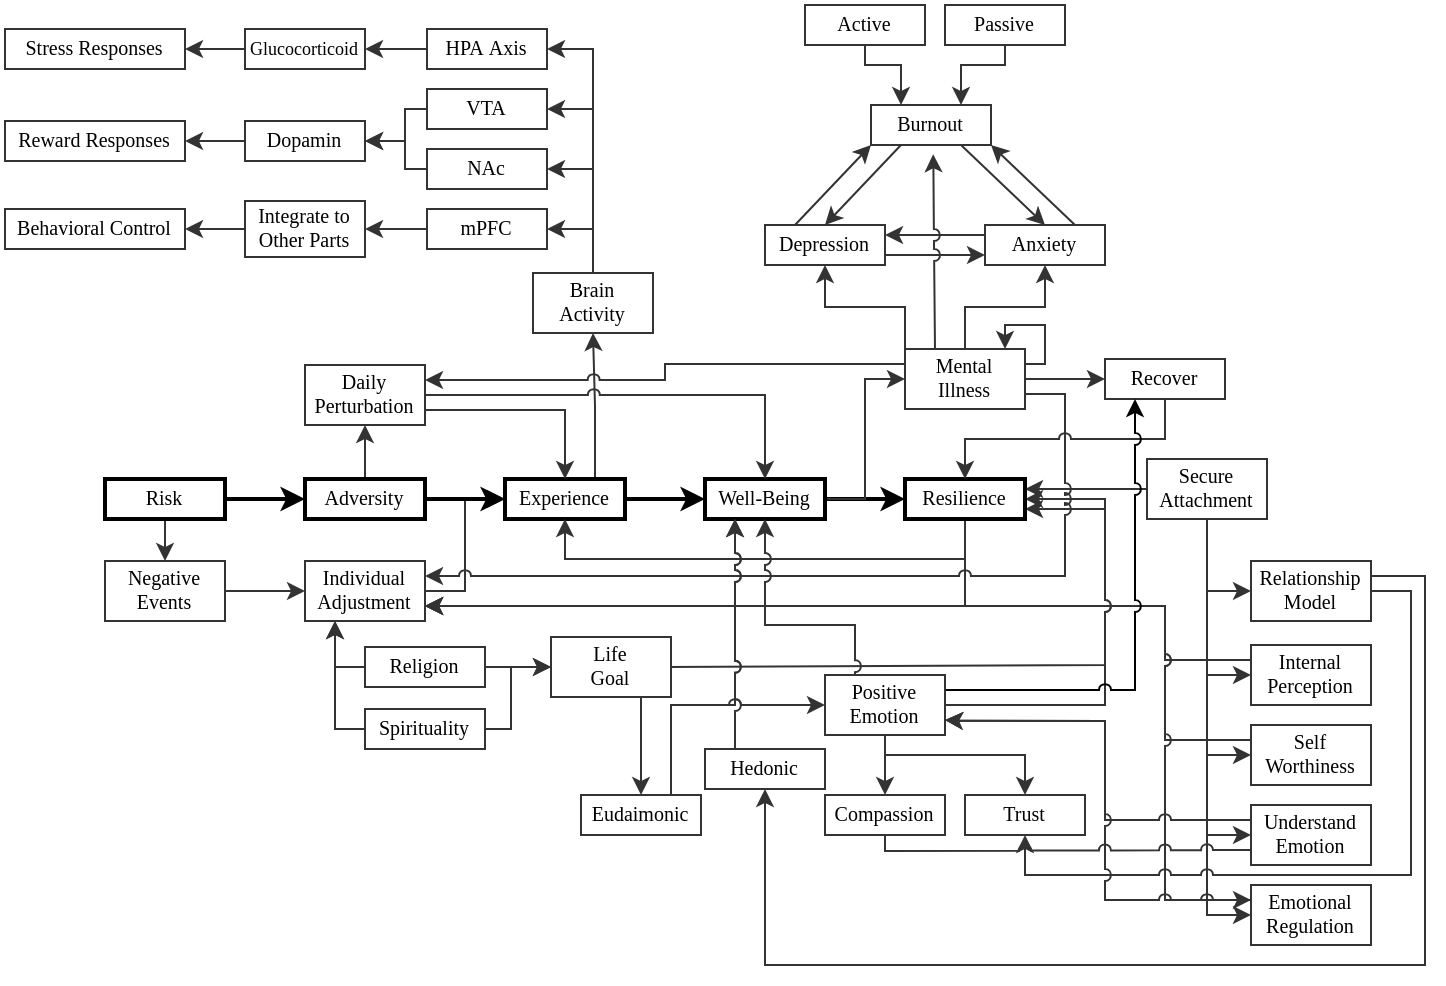 Active
Passive
Stress Responses
Glucocorticoid
HPA Axis
VTA
Burnout
Reward Responses
Dopamin
NAc
Behavioral Control
Integrate to
Other Parts
mPFC
Depression
Anxiety
Brain
Activity
Mental
Illness
Recover
Daily
Perturbation
Secure
Attachment
Risk
Adversity
Experience
Well-Being
Resilience
Negative
Events
Individual
Adjustment
Relationship
Model
Religion
Life
Goal
Internal
Perception
Positive
Emotion
Spirituality
Self
Worthiness
Hedonic
Eudaimonic
Compassion
Trust
Understand
Emotion
Emotional
Regulation